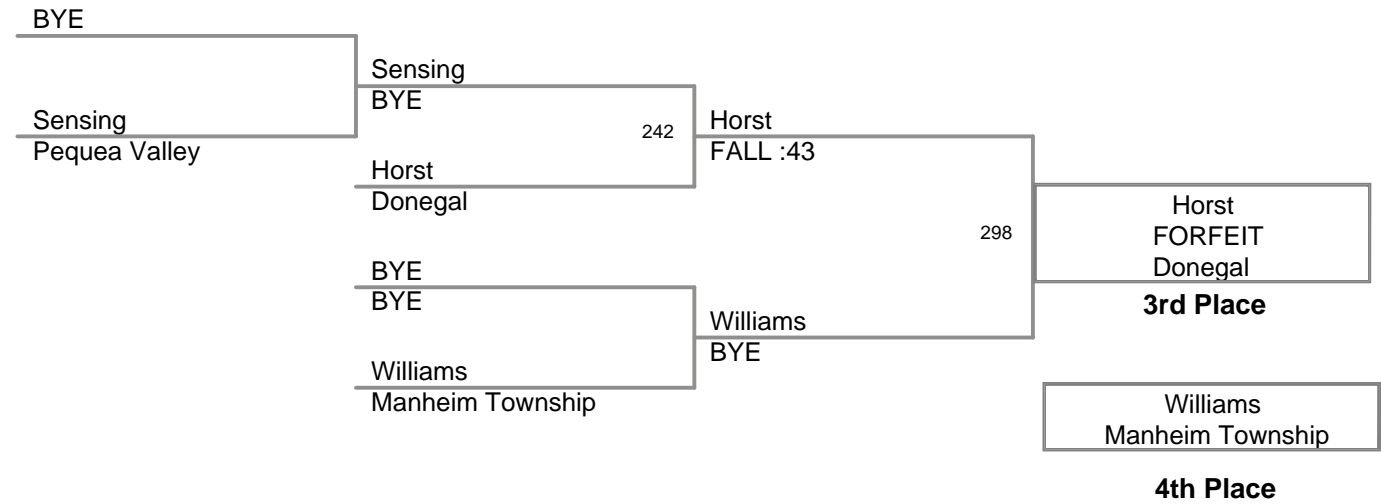 BYE
Sensing
BYE
Sensing
Pequea Valley
242
Horst
FALL :43
Horst
Donegal
298
Horst
FORFEIT
Donegal
3rd Place
BYE
BYE
Williams
BYE
Williams
Manheim Township
Williams
Manheim Township
4th Place